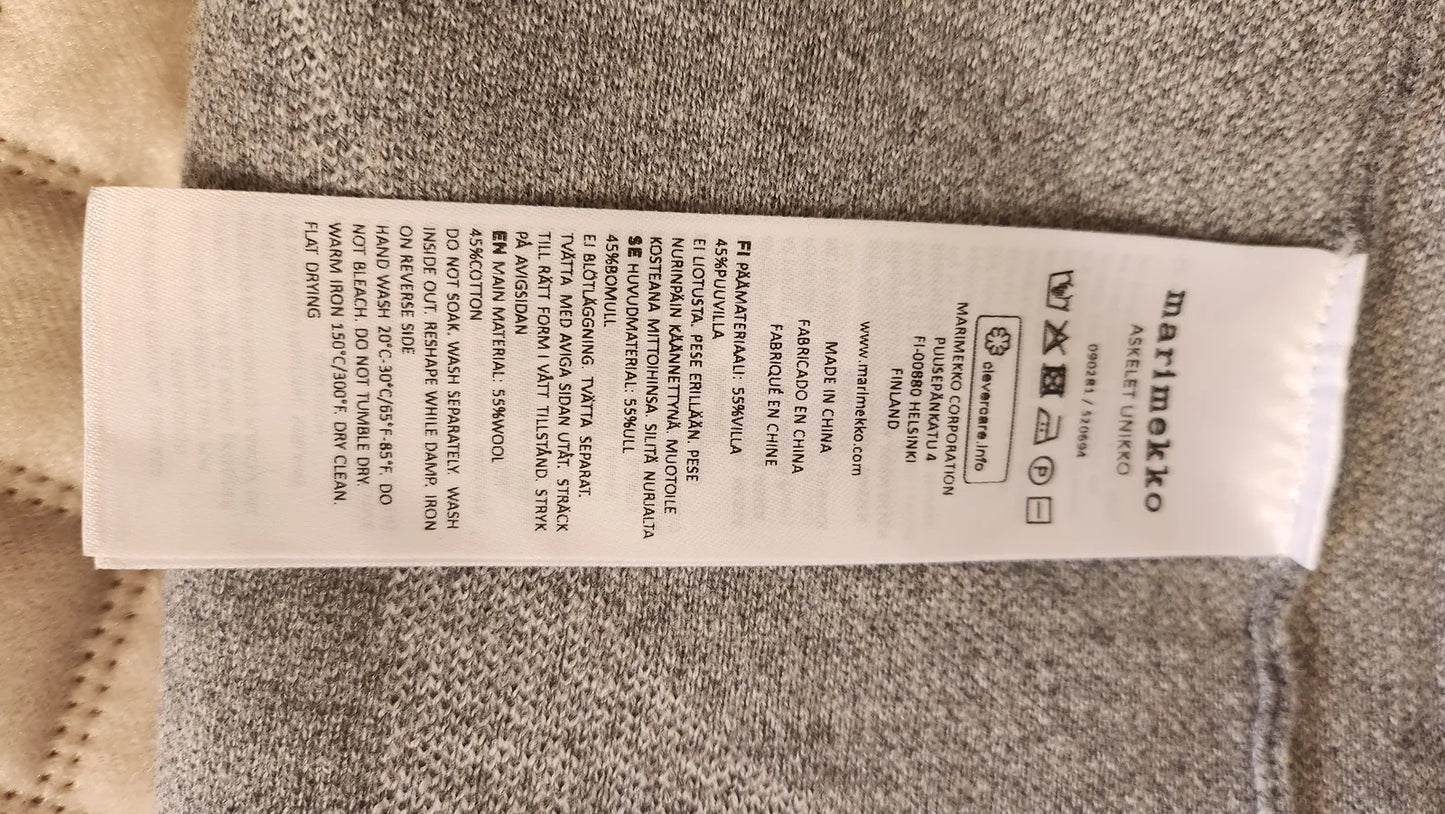 marimekko
ASKELET UNIKKO
090281 / 520694
P
clevercare.info
MARIMEKKO CORPORATION
PUUSEPÄNKATU 4
FI-00880 HELSINKI
FINLAND
www.marimekko.com
MADE IN CHINA
FABRICADO EN CHINA
FABRIQUÉ EN CHINE
FI PÄÄMATERIAALI: 55%VILLA
45%PUUVILLA
EI LIOTUSTA. PESE ERILLÄÄN. PESE
NURINPÄIN KÄÄNNETTYNÄ. MUOTOILE
KOSTEANA MITTOIHINSA. SILITÄ NURJALTA
SE HUVUDMATERIAL: 55%ULL
45%BOMULL
EJ BLÖTLÄGGNING. TVÄTTA SEPARAT.
TVÄTTA MED AVIGA SIDAN UTÅT. STRÄCK
TILL RÄTT FORM I VÅTT TILLSTÅND. STRYK
PÅ AVIGSIDAN
EN MAIN MATERIAL: 55%WOOL
45%COTTON
DO NOT SOAK. WASH SEPARATELY. WASH
INSIDE OUT. RESHAPE WHILE DAMP. IRON
ON REVERSE SIDE
HAND WASH 20°C-30°C/65°F-85°F. DO
NOT BLEACH. DO NOT TUMBLE DRY.
WARM IRON 150°C/300°F. DRY CLEAN.
FLAT DRYING